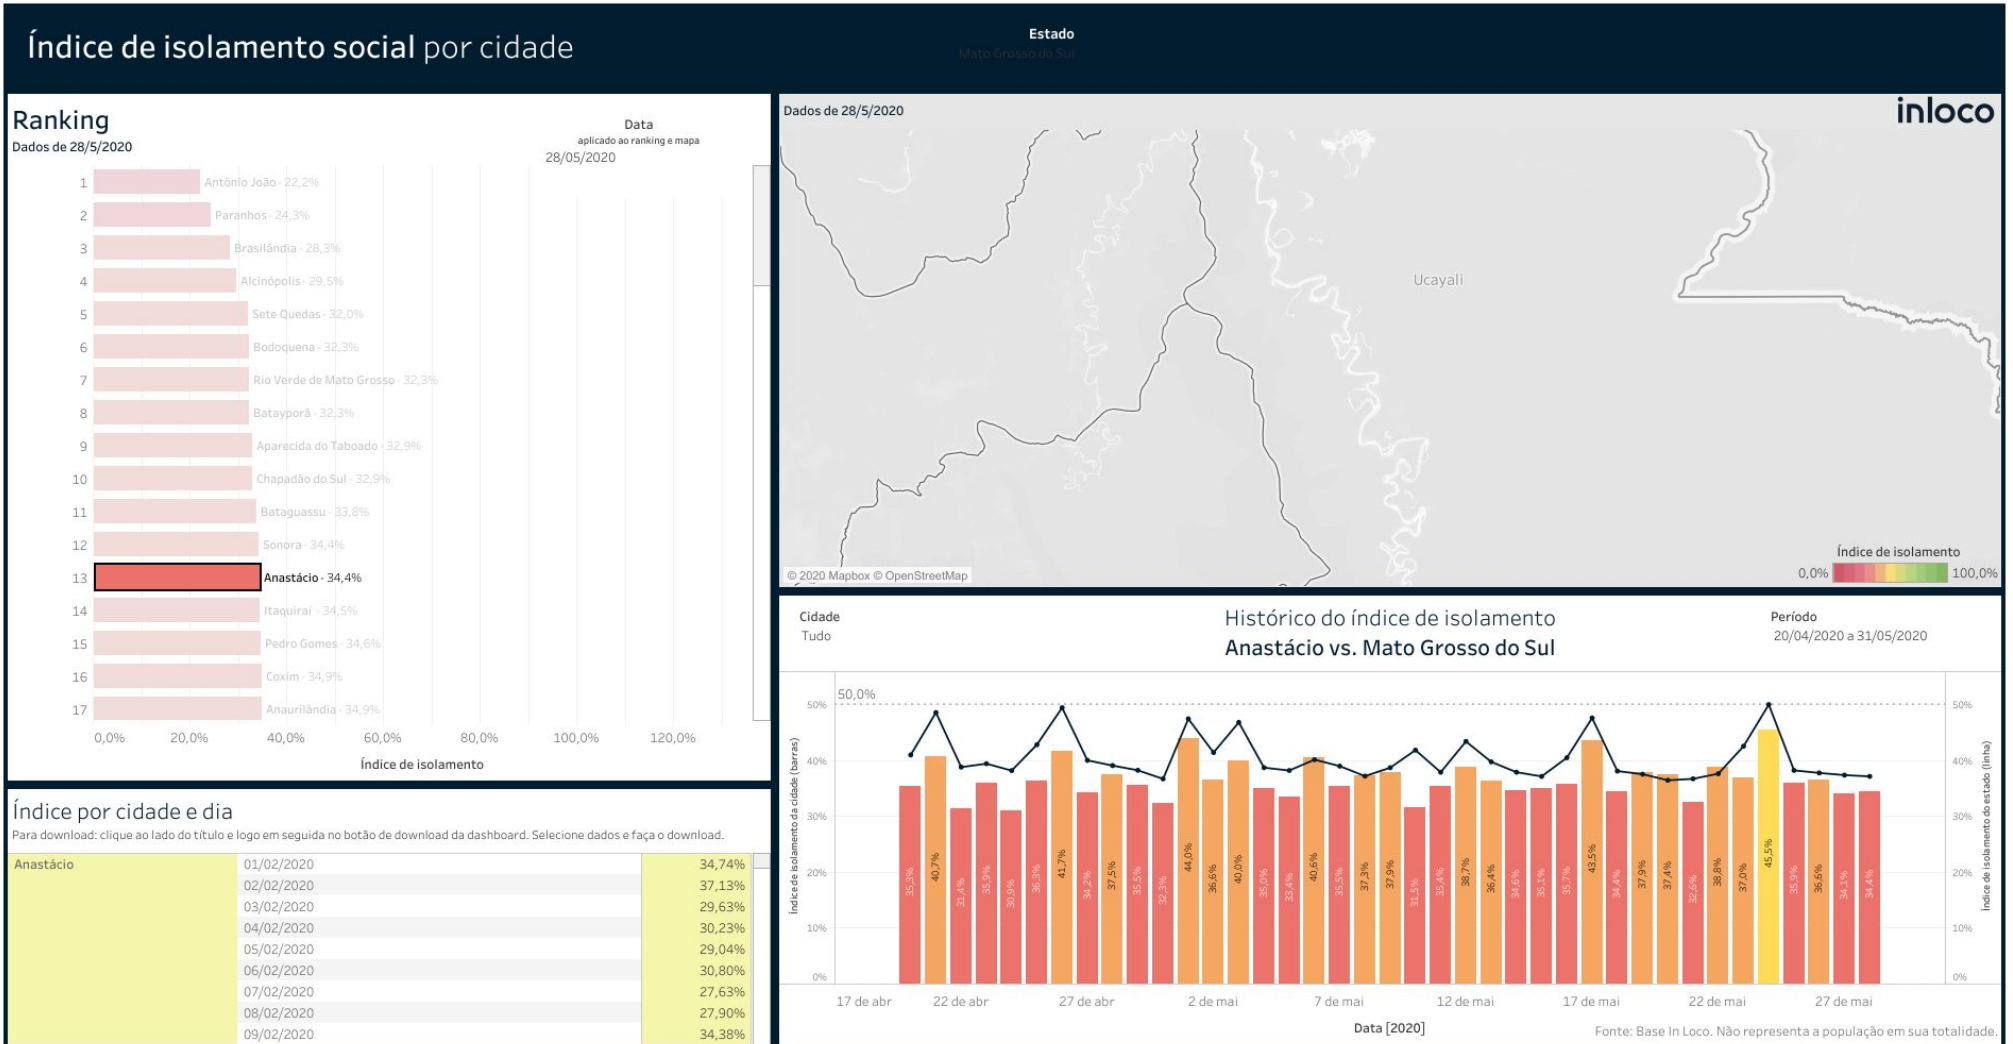 Índice de isolamento social por cidade
Estado
Mato Grosso do Sul
Ranking
Dados de 28/5/2020
Data
aplicado ao ranking e mapa
28/05/2020
1 Antônio João - 22,2%
2 Paranhos - 24,3%
3 Brasilândia - 28,3%
4 Alcinópolis - 29,5%
5 Sete Quedas - 32,0%
6 Bodoquena - 32,3%
7 Rio Verde de Mato Grosso - 32,3%
8 Batayporã - 32,3%
9 Aparecida do Taboado - 32,9%
10 Chapadão do Sul - 32,9%
11 Bataguassu - 33,8%
12 Sonora - 34,4%
13 Anastácio - 34,4%
14 Itaquiraí - 34,5%
15 Pedro Gomes - 34,6%
16 Coxim - 34,9%
17 Anaurilândia - 34,9%
0,0% 20,0% 40,0% 60,0% 80,0% 100,0% 120,0%
Índice de isolamento
Índice por cidade e dia
Para download: clique ao lado do título e logo em seguida no botão de download da dashboard. Selecione dados e faça o download.
Anastácio 01/02/2020 34,74%
02/02/2020 37,13%
03/02/2020 29,63%
04/02/2020 30,23%
05/02/2020 29,04%
06/02/2020 30,80%
07/02/2020 27,63%
08/02/2020 27,90%
09/02/2020 34,38%
Dados de 28/5/2020
inloco
Ucayali
© 2020 Mapbox © OpenStreetMap
Índice de isolamento
0,0% 100,0%
Cidade
Tudo
Histórico do índice de isolamento
Anastácio vs. Mato Grosso do Sul
Período
20/04/2020 a 31/05/2020
50,0%
Índice de isolamento da cidade (barras)
50%
40%
30%
20%
10%
0%
35,3% 40,7% 31,4% 35,9% 30,9% 36,3% 41,7% 34,2% 37,5% 35,5% 32,3% 44,0% 36,6% 40,0% 35,0% 33,4% 40,6% 35,5% 37,3% 37,9% 31,5% 35,4% 38,7% 36,4% 34,6% 35,1% 35,7% 43,5% 34,4% 37,9% 37,4% 32,6% 38,8% 37,0% 45,5% 35,9% 36,6% 34,1% 34,4%
50%
40%
30%
20%
10%
0%
Índice de isolamento do estado (linha)
17 de abr 22 de abr 27 de abr 2 de mai 7 de mai 12 de mai 17 de mai 22 de mai 27 de mai
Data [2020]
Fonte: Base In Loco. Não representa a população em sua totalidade.